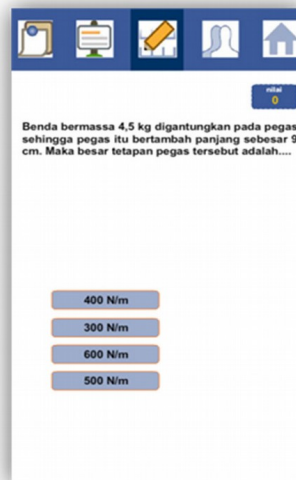 nilai
0
Benda bermassa 4,5 kg digantungkan pada pegas
sehingga pegas itu bertambah panjang sebesar 9
cm. Maka besar tetapan pegas tersebut adalah....
400 N/m
300 N/m
600 N/m
500 N/m